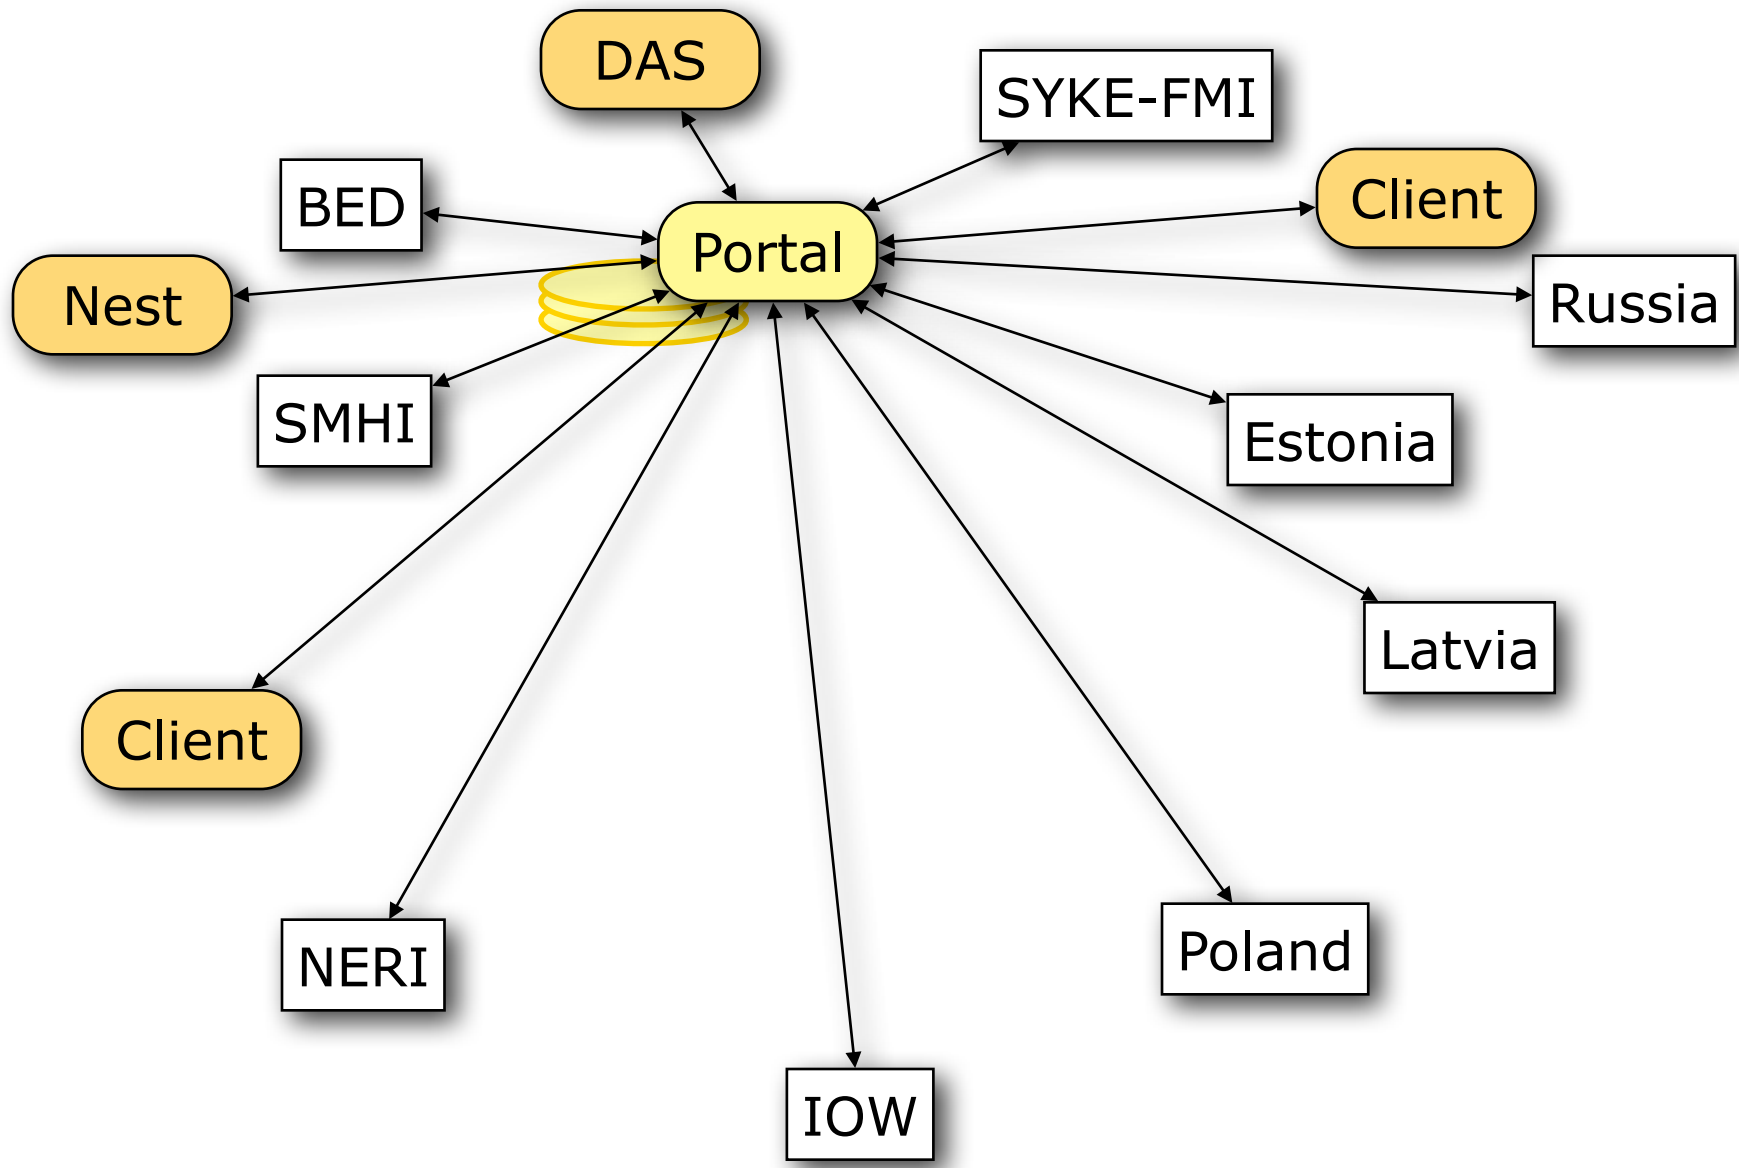 DAS
SYKE-FMI
Client
BED
Portal
Nest
Russia
SMHI
Estonia
Latvia
Client
NERI
Poland
IOW